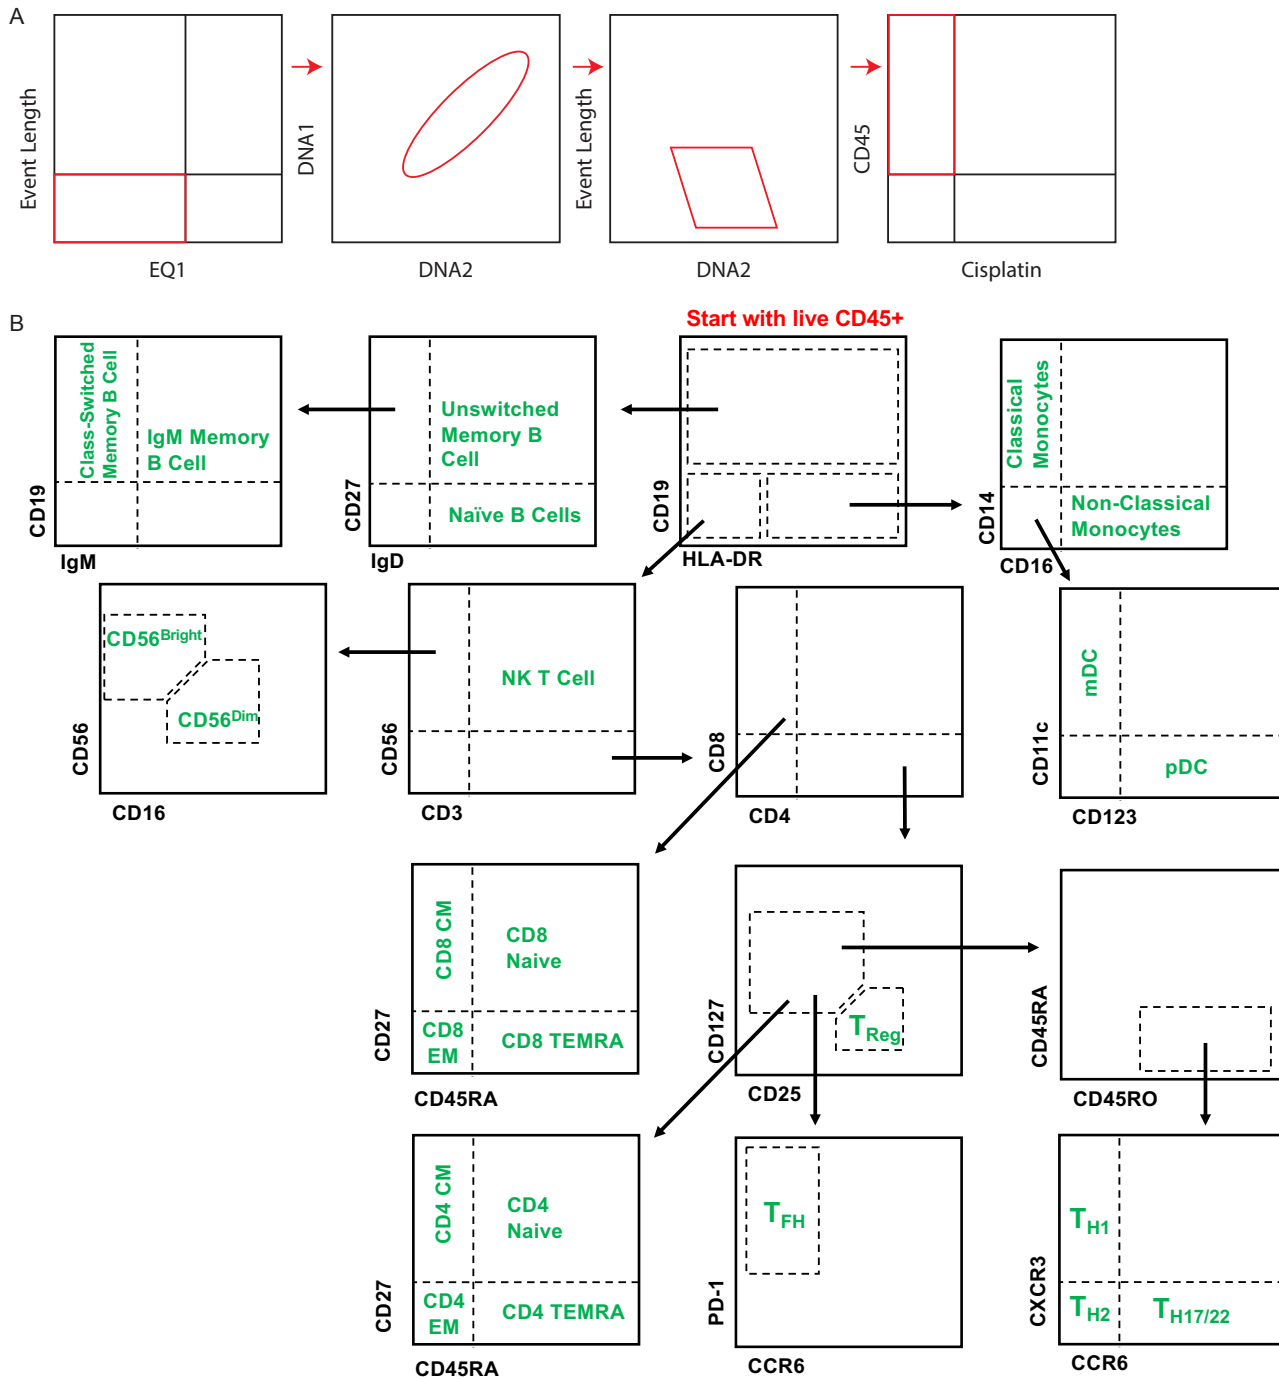 A
Event Length
EQ1
DNA1
DNA2
Event Length
DNA2
CD45
Cisplatin
B
Start with live CD45+
CD19
IgM
Class-Switched
Memory B Cell
IgM Memory
B Cell
CD27
IgD
Unswitched
Memory B
Cell
Naïve B Cells
CD19
HLA-DR
CD14
CD16
Classical
Monocytes
Non-Classical
Monocytes
CD56
CD16
CD56Bright
CD56Dim
CD56
CD3
NK T Cell
CD8
CD4
CD11c
CD123
mDC
pDC
CD27
CD45RA
CD8 CM
CD8
Naive
CD8
EM
CD8 TEMRA
CD127
CD25
TReg
CD45RA
CD45RO
CD27
CD45RA
CD4 CM
CD4
Naive
CD4
EM
CD4 TEMRA
PD-1
CCR6
TFH
CXCR3
CCR6
TH1
TH2
TH17/22